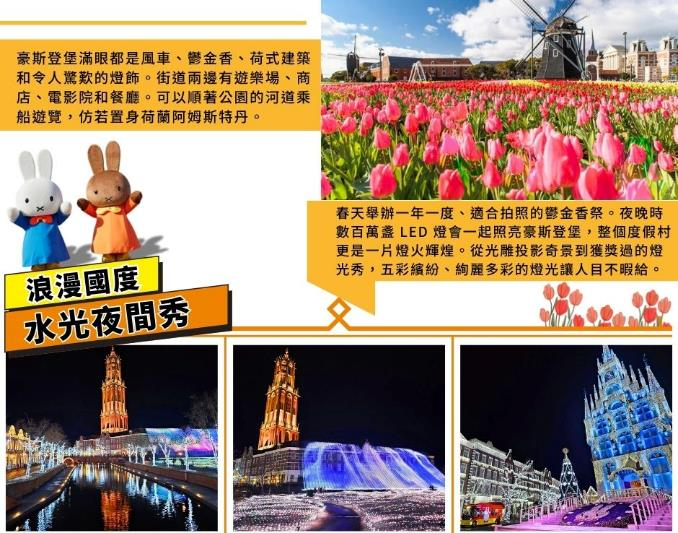 豪斯登堡滿眼都是風車、鬱金香、荷式建築
和令人驚歎的燈飾。街道兩邊有遊樂場、商
店、電影院和餐廳。可以順著公園的河道乘
船遊覽，仿若置身荷蘭阿姆斯特丹。
春天舉辦一年一度、適合拍照的鬱金香祭。夜晚時
數百萬盞 LED 燈會一起照亮豪斯登堡，整個度假村
更是一片燈火輝煌。從光雕投影奇景到獲獎過的燈
光秀，五彩繽紛、絢麗多彩的燈光讓人目不暇給。
浪漫國度
水光夜間秀